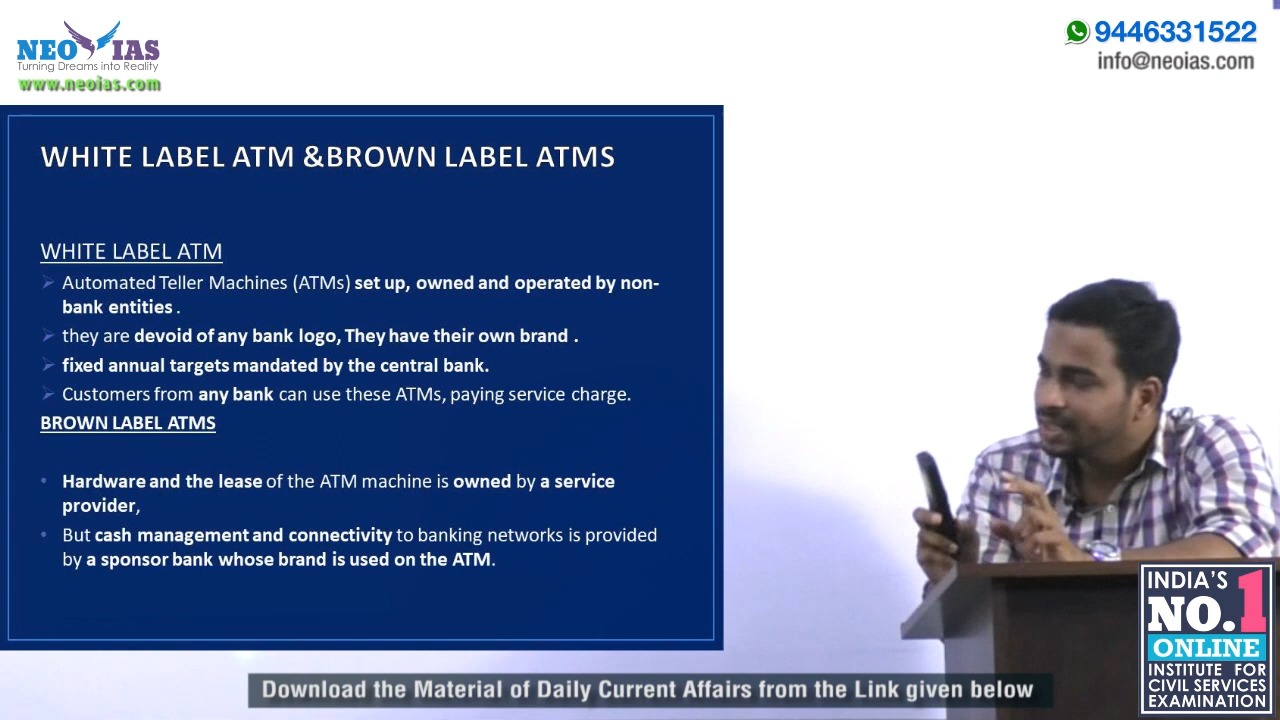 NEO IAS
Turning Dreams into Reality
www.neoias.com
9446331522
info@neoias.com
WHITE LABEL ATM &BROWN LABEL ATMS
WHITE LABEL ATM
Automated Teller Machines (ATMs) set up, owned and operated by non-
bank entities .
they are devoid of any bank logo, They have their own brand .
fixed annual targets mandated by the central bank.
Customers from any bank can use these ATMs, paying service charge.
BROWN LABEL ATMS
Hardware and the lease of the ATM machine is owned by a service
provider,
But cash management and connectivity to banking networks is provided
by a sponsor bank whose brand is used on the ATM.
INDIA'S
NO.1
ONLINE
INSTITUTE FOR
CIVIL SERVICES
EXAMINATION
Download the Material of Daily Current Affairs from the Link given below